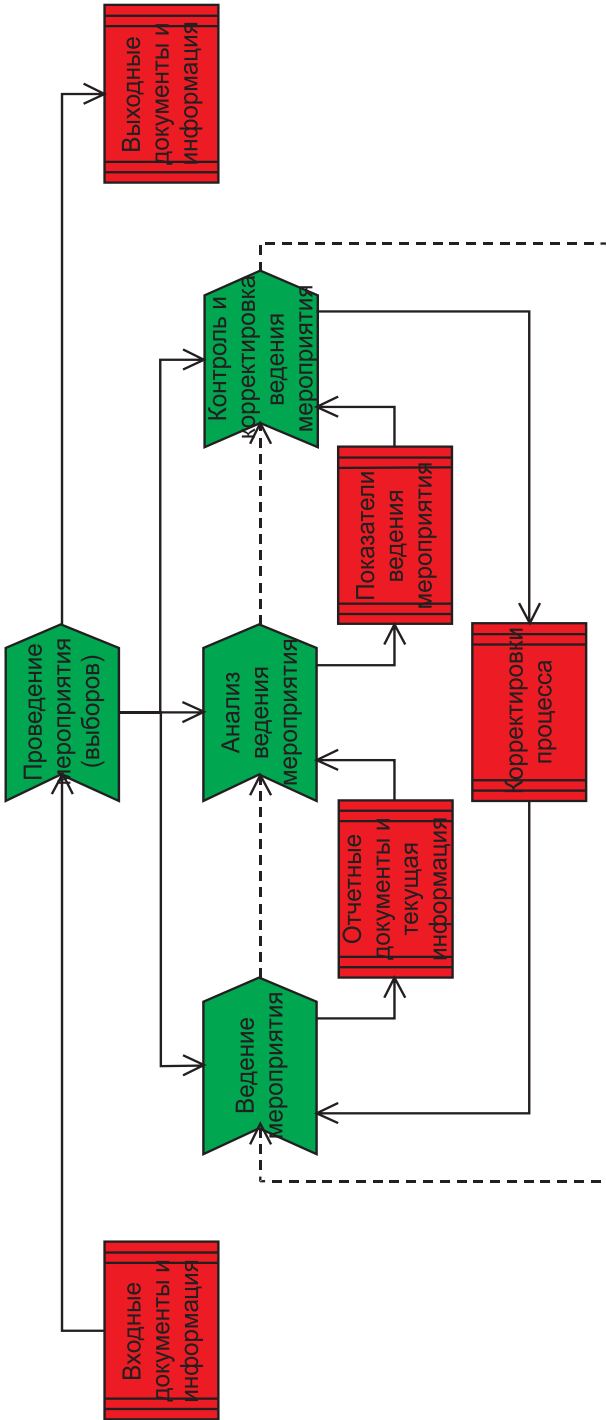 Проведение
мероприятия
(выборов)
Входные
документы и
информация
Выходные
документы и
информация
Ведение
мероприятия
Анализ
ведения
мероприятия
Контроль и
корректировка
ведения
мероприятия
Отчетные
документы и
текущая
информация
Показатели
ведения
мероприятия
Корректировки
процесса